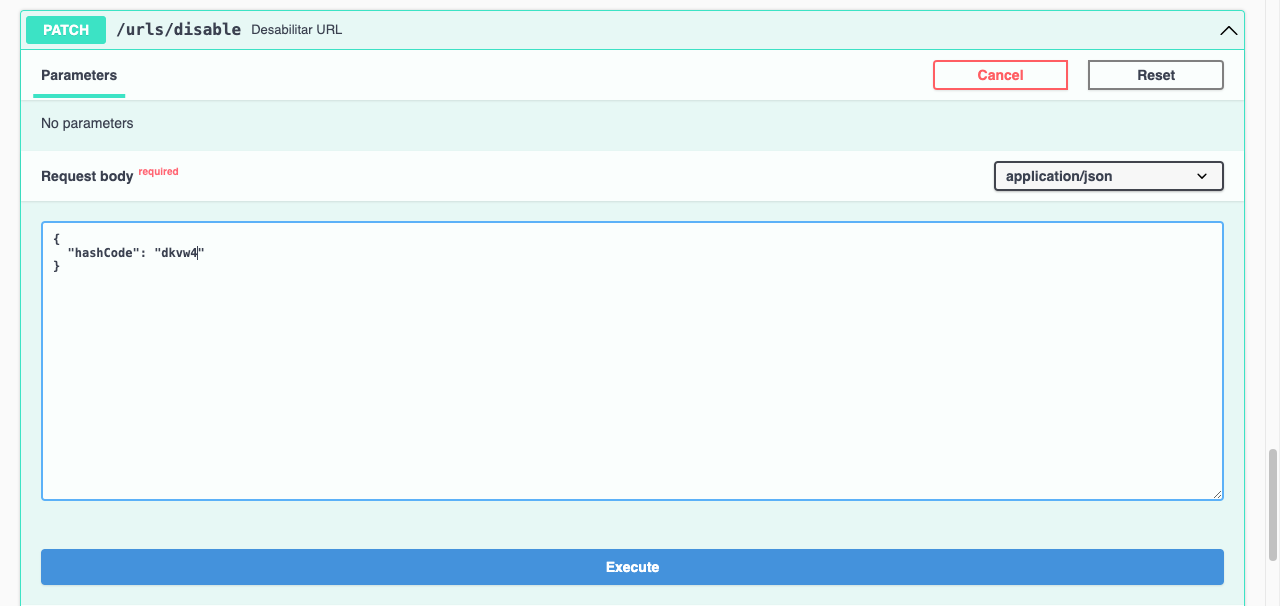 PATCH /urls/disable Desabilitar URL
Parameters Cancel Reset
No parameters
Request body required application/json
{
  "hashCode": "dkvw4"
}
Execute